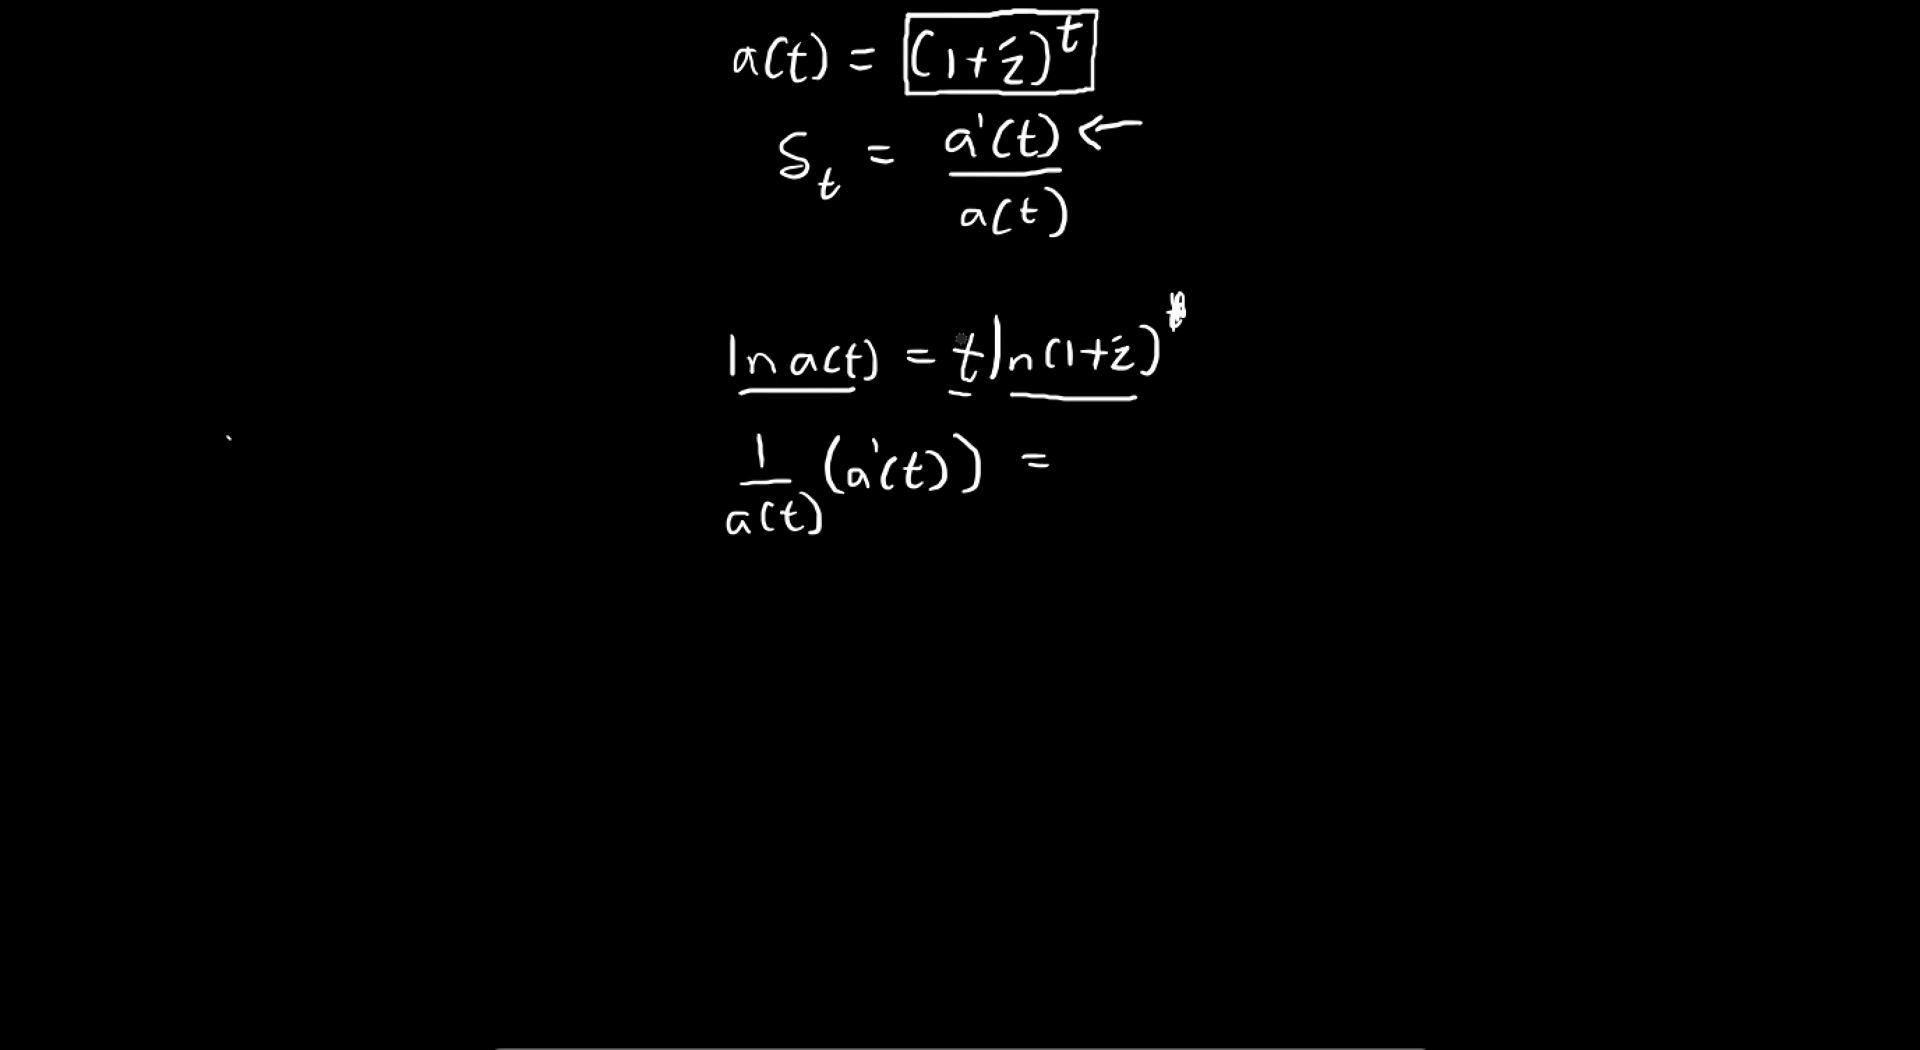 a(t) = (1+i)^t
δ_t = a'(t) / a(t) ←
ln a(t) = t ln(1+i)
1/a(t) (a'(t)) =